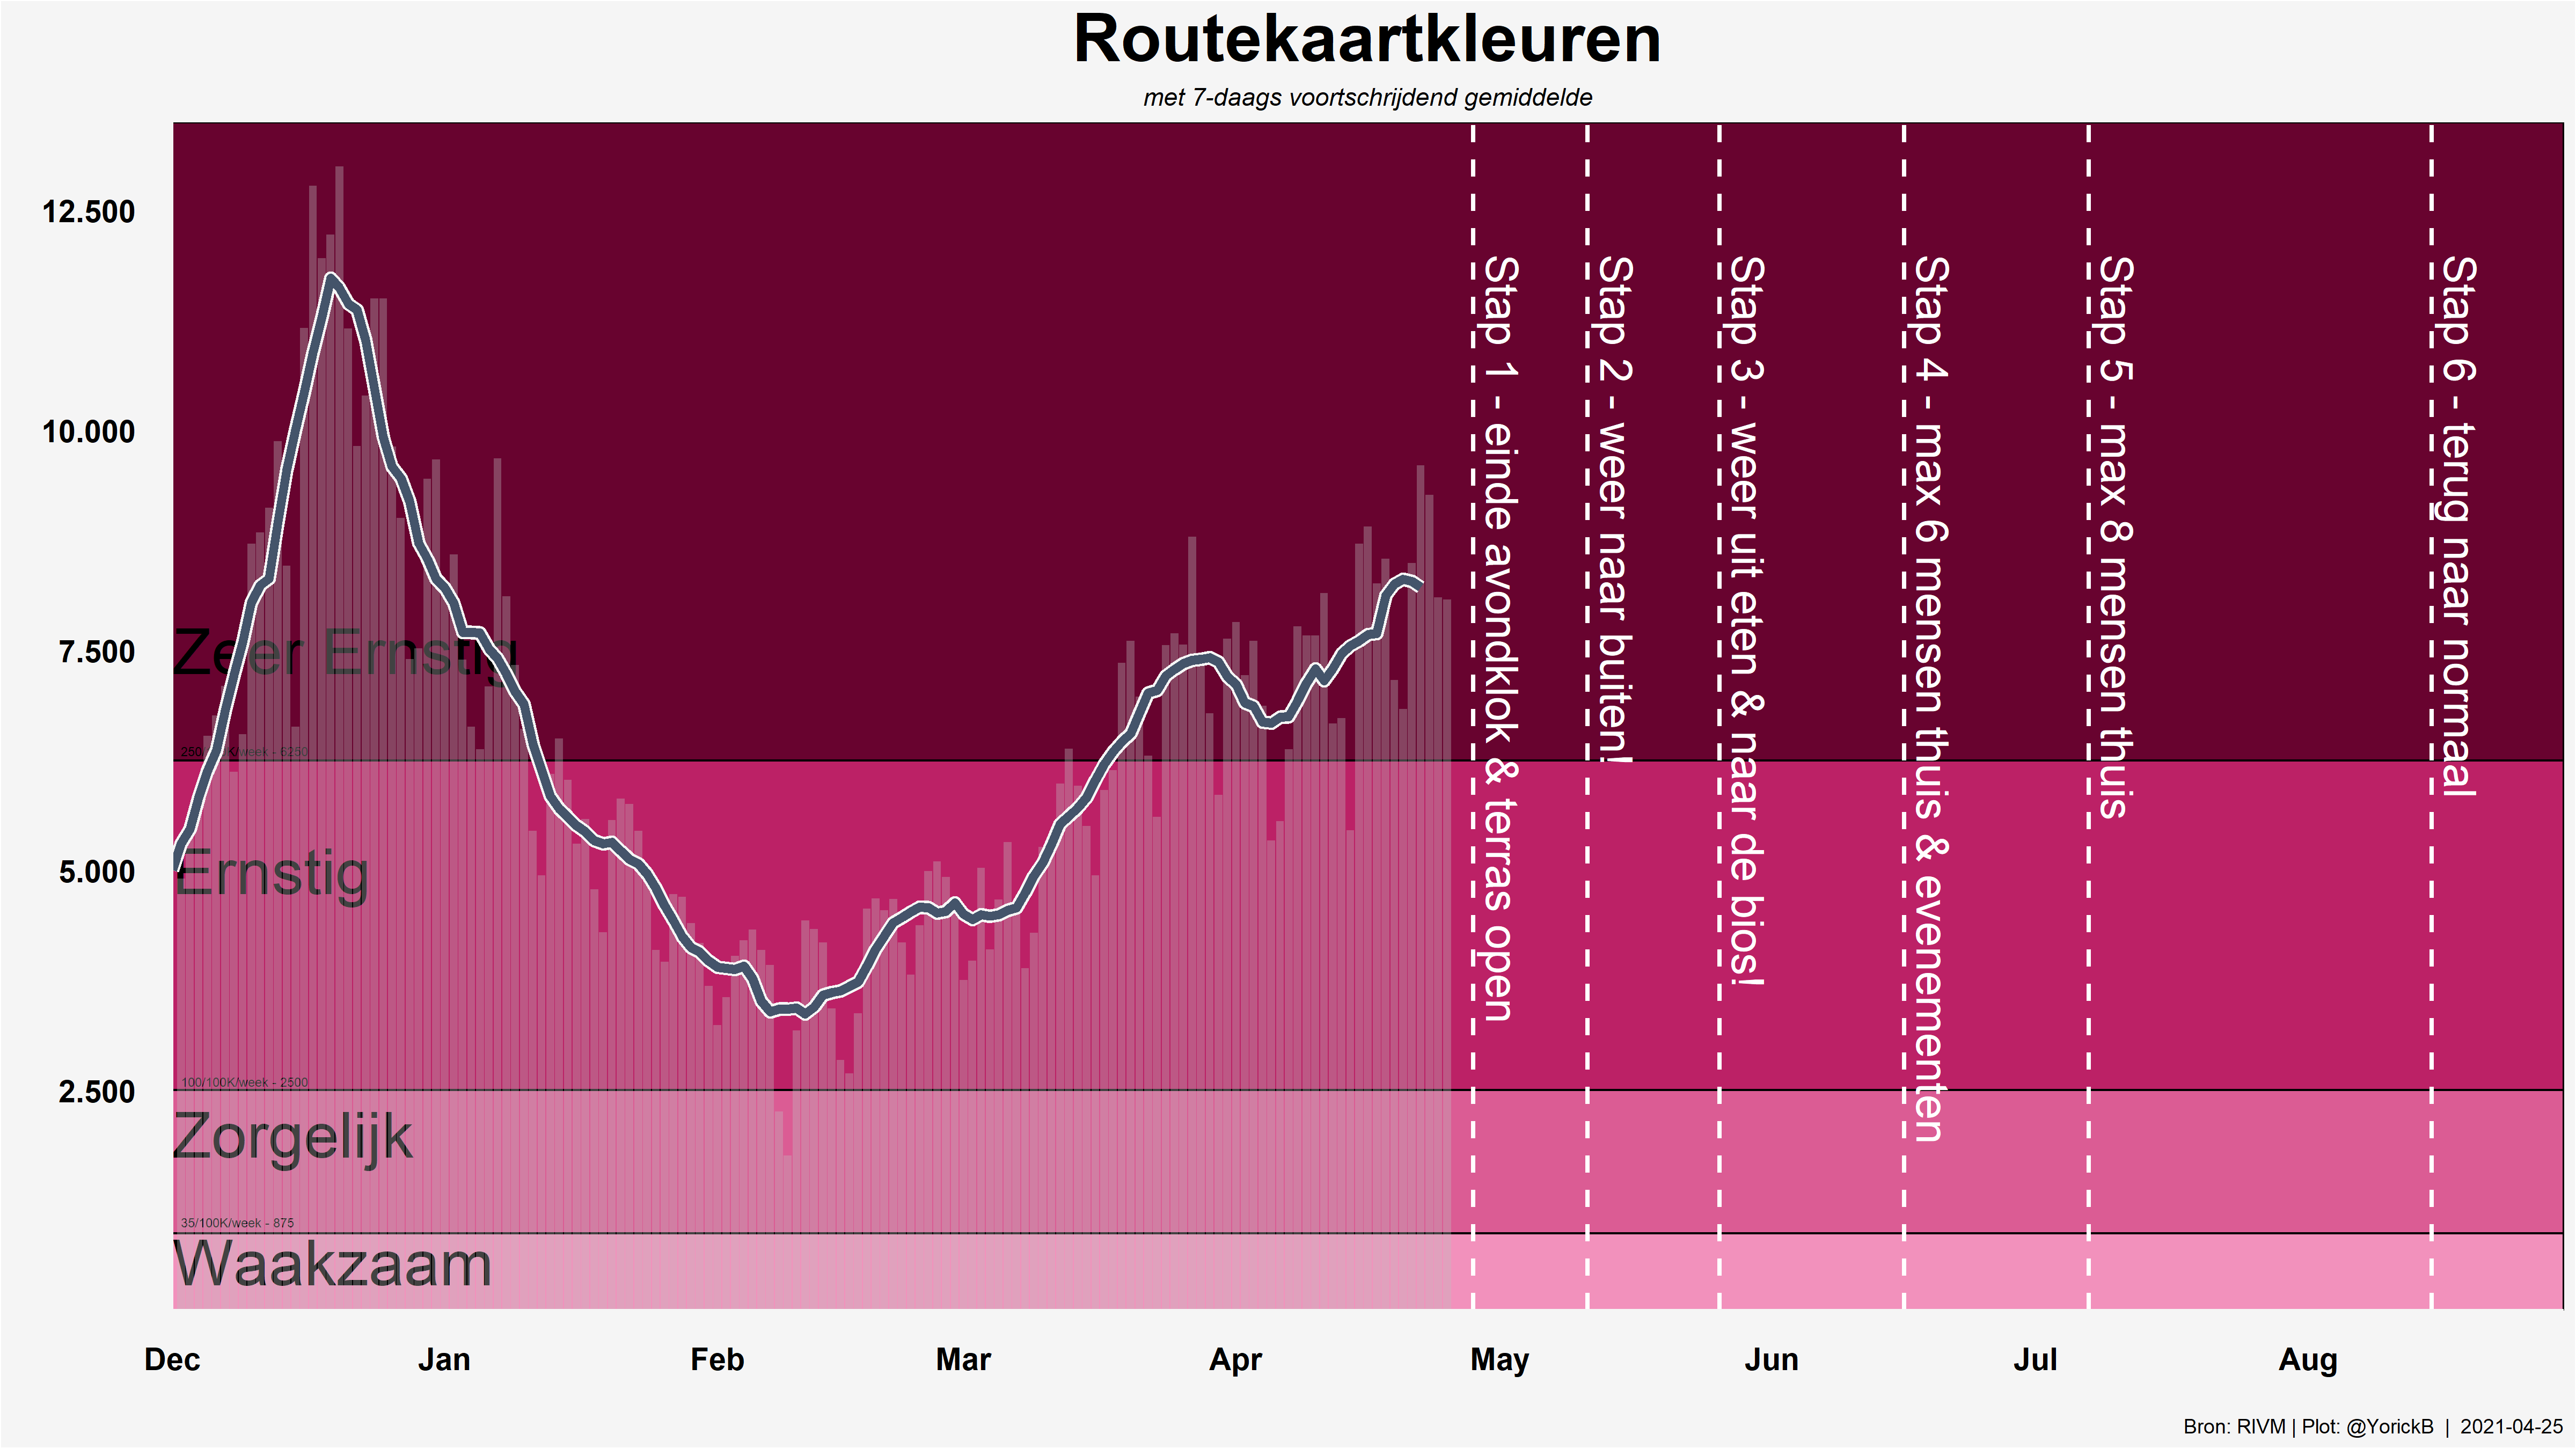 Routekaartkleuren
met 7-daags voortschrijdend gemiddelde
12.500
10.000
7.500
5.000
2.500
Zeer Ernstig
250 K/week - 6250
Ernstig
100/100K/week - 2500
Zorgelijk
35/100K/week - 875
Waakzaam
Stap 1 - einde avondklok & terras open
Stap 2 - weer naar buiten!
Stap 3 - weer uit eten & naar de bios!
Stap 4 - max 6 mensen thuis & evenementen
Stap 5 - max 8 mensen thuis
Stap 6 - terug naar normaal
Dec Jan Feb Mar Apr May Jun Jul Aug
Bron: RIVM | Plot: @YorickB | 2021-04-25